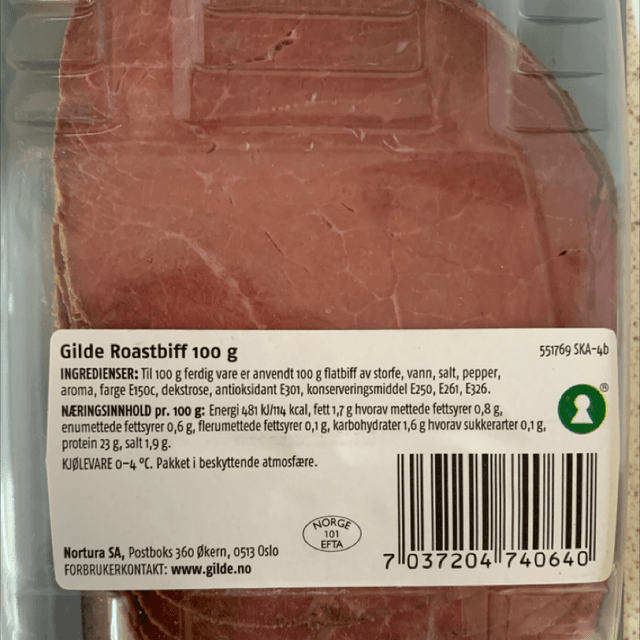 Gilde Roastbiff 100 g
551769 SKA-4b
INGREDIENSER: Til 100 g ferdig vare er anvendt 100 g flatbiff av storfe, vann, salt, pepper,
aroma, farge E150c, dekstrose, antioksidant E301, konserveringsmiddel E250, E261, E326.
®
NÆRINGSINNHOLD pr. 100 g: Energi 481 kJ/114 kcal, fett 1,7 g hvorav mettede fettsyrer 0,8 g,
enumettede fettsyrer 0,6 g, flerumettede fettsyrer 0,1 g, karbohydrater 1,6 g hvorav sukkerarter 0,1 g,
protein 23 g, salt 1,9 g.
KJØLEVARE 0-4 °C. Pakket i beskyttende atmosfære.
NORGE
101
EFTA
Nortura SA, Postboks 360 Økern, 0513 Oslo
FORBRUKERKONTAKT: www.gilde.no
7 037204 740640